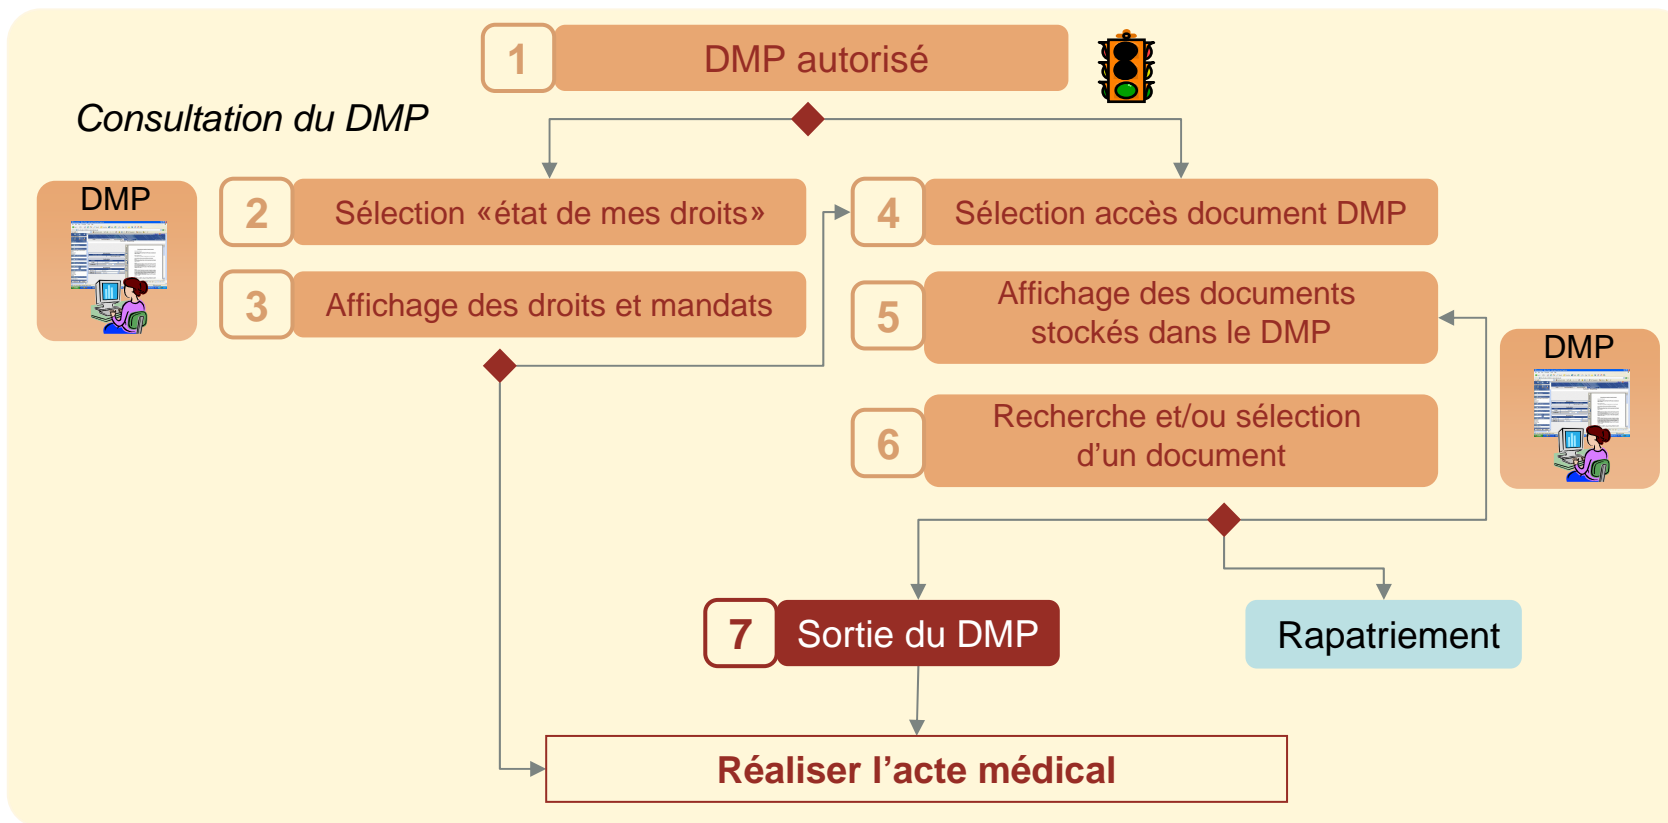 1
DMP autorisé
Consultation du DMP
DMP
2
Sélection «état de mes droits»
4
Sélection accès document DMP
3
Affichage des droits et mandats
5
Affichage des documents
stockés dans le DMP
DMP
6
Recherche et/ou sélection
d’un document
7
Sortie du DMP
Rapatriement
Réaliser l’acte médical